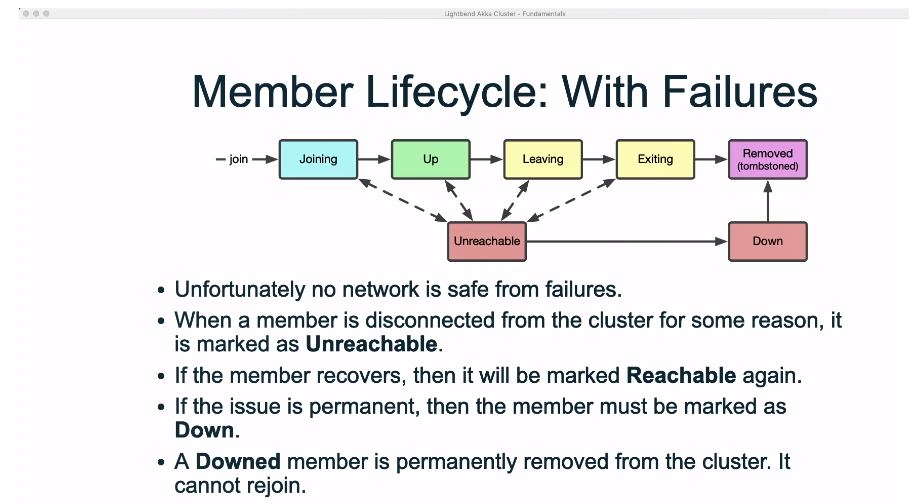 Lightbend Akka Cluster - Fundamentals
Member Lifecycle: With Failures
join
Joining
Up
Leaving
Exiting
Removed
(tombstoned)
Unreachable
Down
• Unfortunately no network is safe from failures.
• When a member is disconnected from the cluster for some reason, it
is marked as Unreachable.
• If the member recovers, then it will be marked Reachable again.
• If the issue is permanent, then the member must be marked as
Down.
• A Downed member is permanently removed from the cluster. It
cannot rejoin.